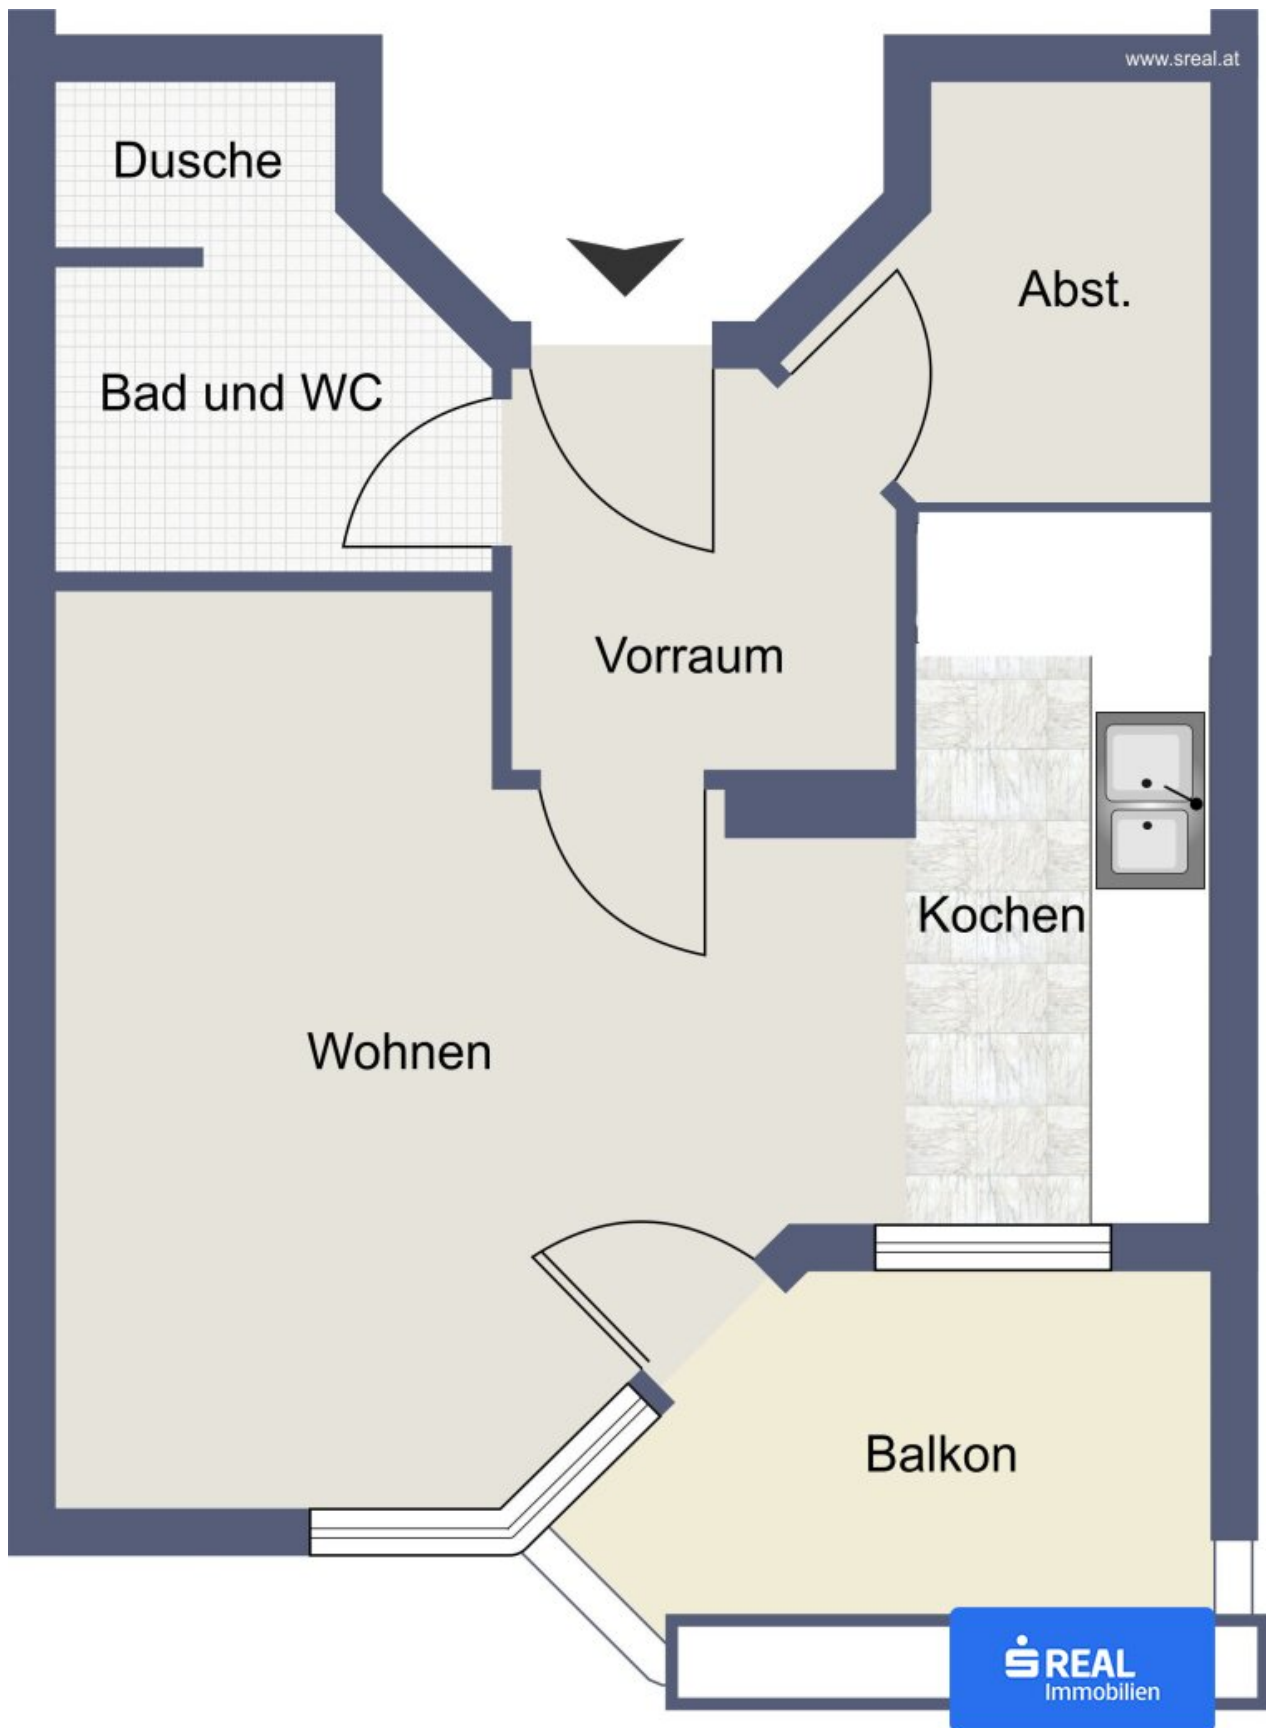 www.sreal.at
Dusche
Abst.
Bad und WC
Vorraum
Kochen
Wohnen
Balkon
REAL
Immobilien